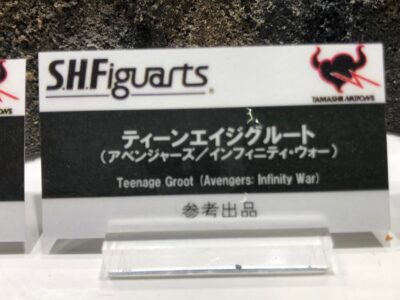 S.H.Figuarts
TAMASHII NATIONS
ティーンエイジグルート
(アベンジャーズ/インフィニティ・ウォー)
Teenage Groot (Avengers: Infinity War)
参考出品